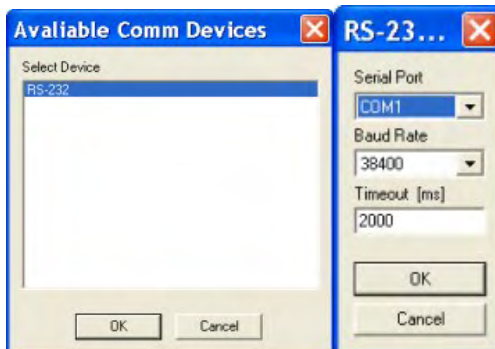 Avaliable Comm Devices
Select Device
RS-232
OK
Cancel
RS-23...
Serial Port
COM1
Baud Rate
38400
Timeout [ms]
2000
OK
Cancel